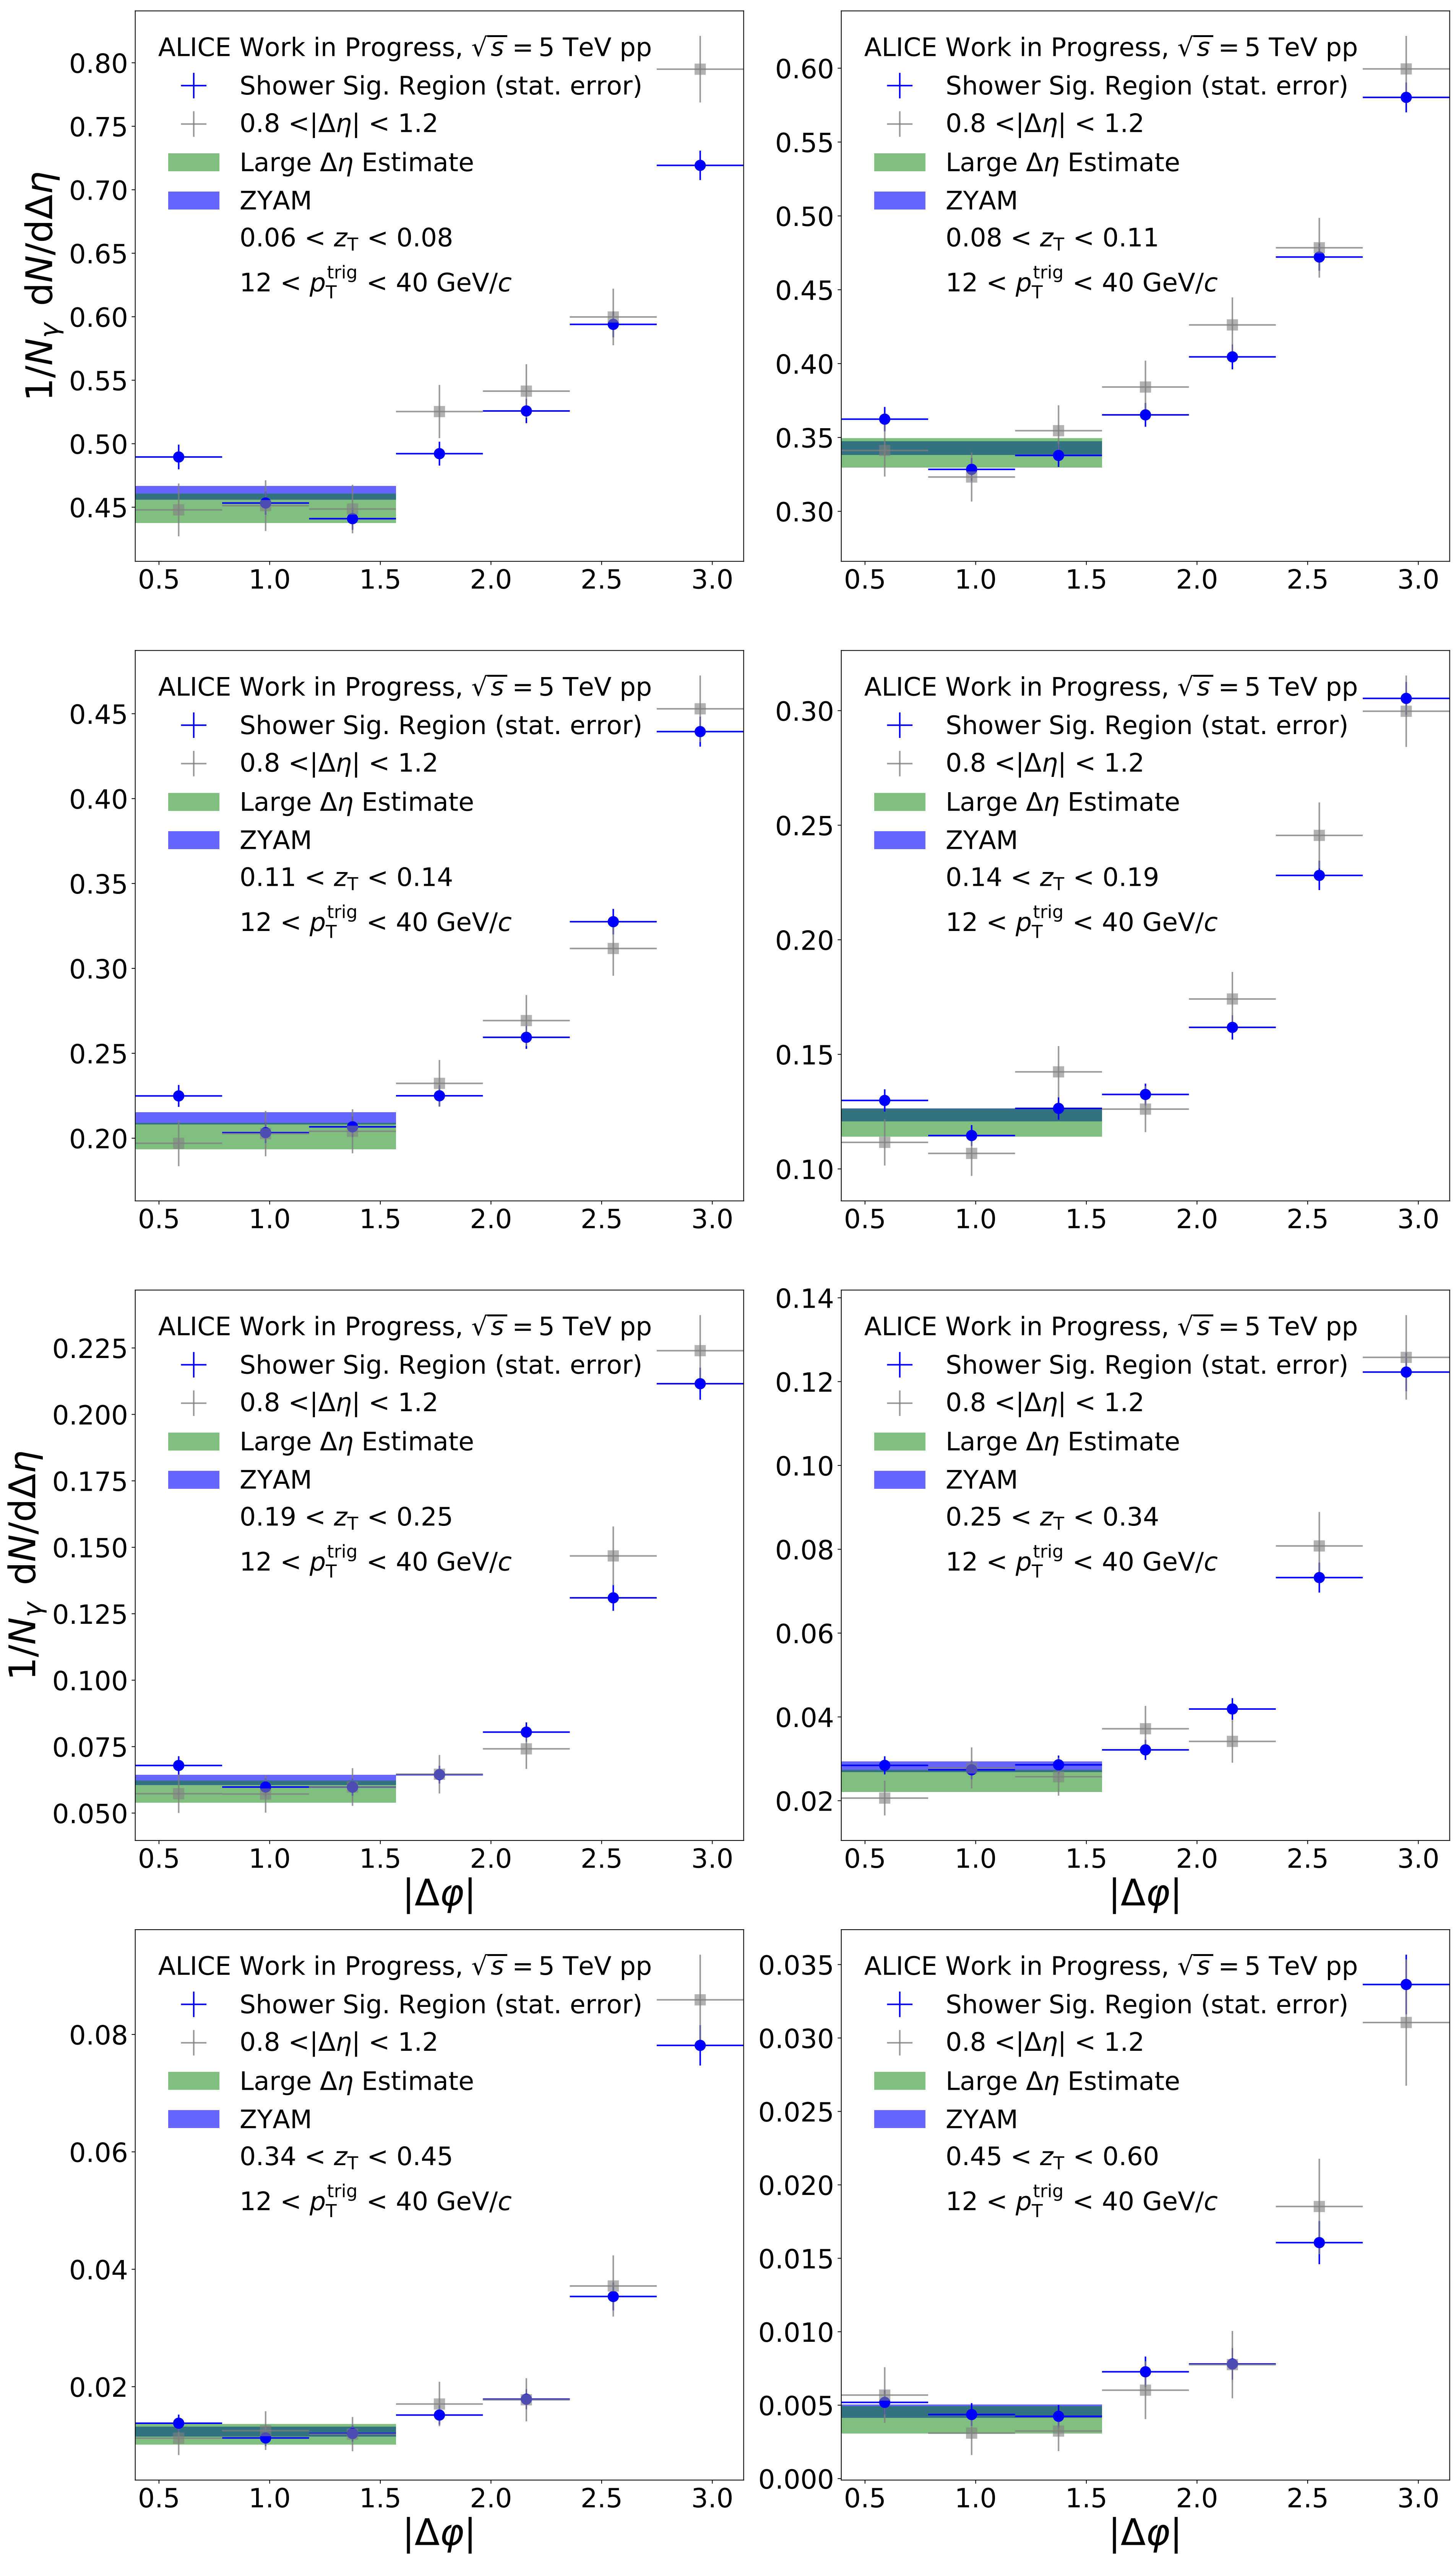 ALICE Work in Progress, √s = 5 TeV pp
Shower Sig. Region (stat. error)
0.8 <|Δη| < 1.2
Large Δη Estimate
ZYAM
0.06 < zT < 0.08
12 < pT^trig < 40 GeV/c
1/Nγ dN/dΔη
0.80
0.75
0.70
0.65
0.60
0.55
0.50
0.45
0.5 1.0 1.5 2.0 2.5 3.0
ALICE Work in Progress, √s = 5 TeV pp
Shower Sig. Region (stat. error)
0.8 <|Δη| < 1.2
Large Δη Estimate
ZYAM
0.08 < zT < 0.11
12 < pT^trig < 40 GeV/c
0.60
0.55
0.50
0.45
0.40
0.35
0.30
0.5 1.0 1.5 2.0 2.5 3.0
ALICE Work in Progress, √s = 5 TeV pp
Shower Sig. Region (stat. error)
0.8 <|Δη| < 1.2
Large Δη Estimate
ZYAM
0.11 < zT < 0.14
12 < pT^trig < 40 GeV/c
0.45
0.40
0.35
0.30
0.25
0.20
0.5 1.0 1.5 2.0 2.5 3.0
ALICE Work in Progress, √s = 5 TeV pp
Shower Sig. Region (stat. error)
0.8 <|Δη| < 1.2
Large Δη Estimate
ZYAM
0.14 < zT < 0.19
12 < pT^trig < 40 GeV/c
0.30
0.25
0.20
0.15
0.10
0.5 1.0 1.5 2.0 2.5 3.0
ALICE Work in Progress, √s = 5 TeV pp
Shower Sig. Region (stat. error)
0.8 <|Δη| < 1.2
Large Δη Estimate
ZYAM
0.19 < zT < 0.25
12 < pT^trig < 40 GeV/c
1/Nγ dN/dΔη
0.225
0.200
0.175
0.150
0.125
0.100
0.075
0.050
0.5 1.0 1.5 2.0 2.5 3.0
|Δφ|
ALICE Work in Progress, √s = 5 TeV pp
Shower Sig. Region (stat. error)
0.8 <|Δη| < 1.2
Large Δη Estimate
ZYAM
0.25 < zT < 0.34
12 < pT^trig < 40 GeV/c
0.14
0.12
0.10
0.08
0.06
0.04
0.02
0.5 1.0 1.5 2.0 2.5 3.0
|Δφ|
ALICE Work in Progress, √s = 5 TeV pp
Shower Sig. Region (stat. error)
0.8 <|Δη| < 1.2
Large Δη Estimate
ZYAM
0.34 < zT < 0.45
12 < pT^trig < 40 GeV/c
0.08
0.06
0.04
0.02
0.5 1.0 1.5 2.0 2.5 3.0
|Δφ|
ALICE Work in Progress, √s = 5 TeV pp
Shower Sig. Region (stat. error)
0.8 <|Δη| < 1.2
Large Δη Estimate
ZYAM
0.45 < zT < 0.60
12 < pT^trig < 40 GeV/c
0.035
0.030
0.025
0.020
0.015
0.010
0.005
0.000
0.5 1.0 1.5 2.0 2.5 3.0
|Δφ|